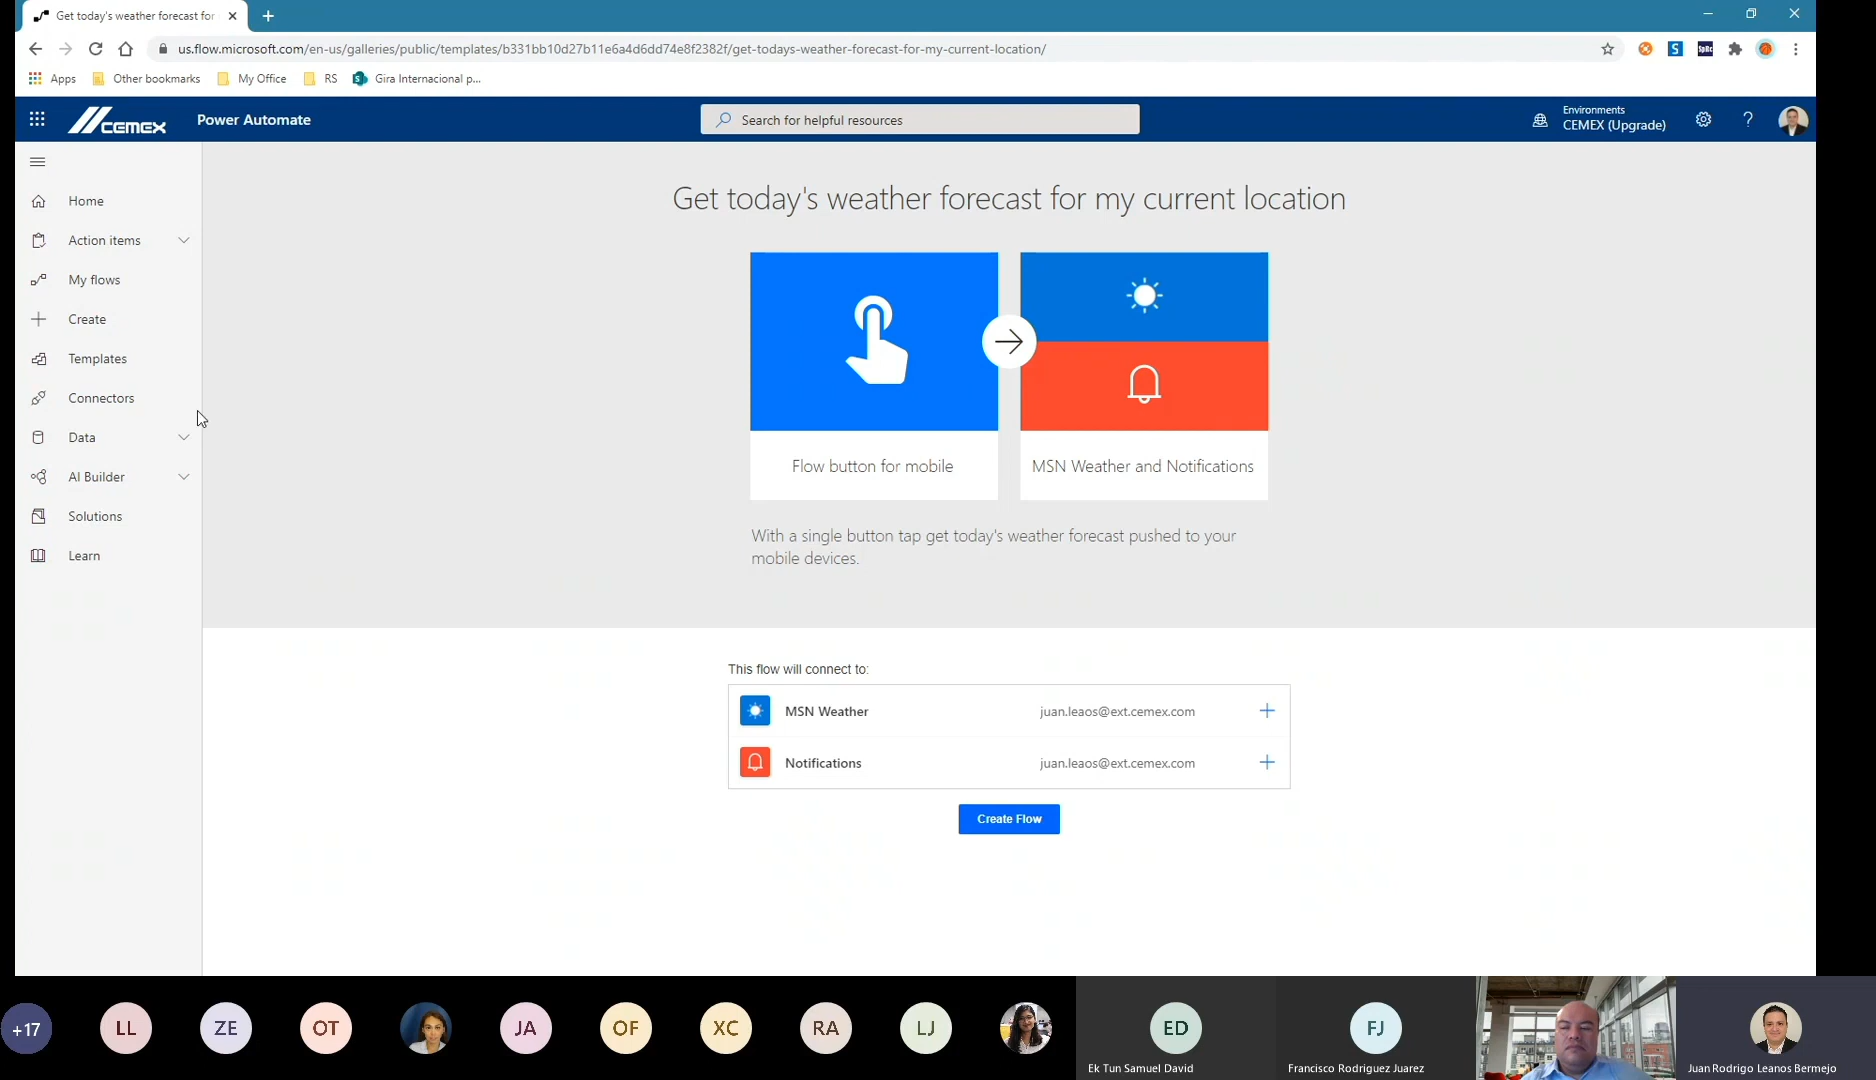 Get today's weather forecast for
us.flow.microsoft.com/en-us/galleries/public/templates/b331bb10d27b11e6a4d6dd74e8f2382f/get-todays-weather-forecast-for-my-current-location/
Apps Other bookmarks My Office RS Gira Internacional p...
CEMEX Power Automate Search for helpful resources Environments
CEMEX (Upgrade)
Home
Action items
My flows
Create
Templates
Connectors
Data
AI Builder
Solutions
Learn
Get today's weather forecast for my current location
Flow button for mobile MSN Weather and Notifications
With a single button tap get today's weather forecast pushed to your
mobile devices.
This flow will connect to:
MSN Weather juan.leaos@ext.cemex.com
Notifications juan.leaos@ext.cemex.com
Create Flow
+17 LL ZE OT JA OF XC RA LJ ED FJ
Ek Tun Samuel David Francisco Rodriguez Juarez Juan Rodrigo Leanos Bermejo